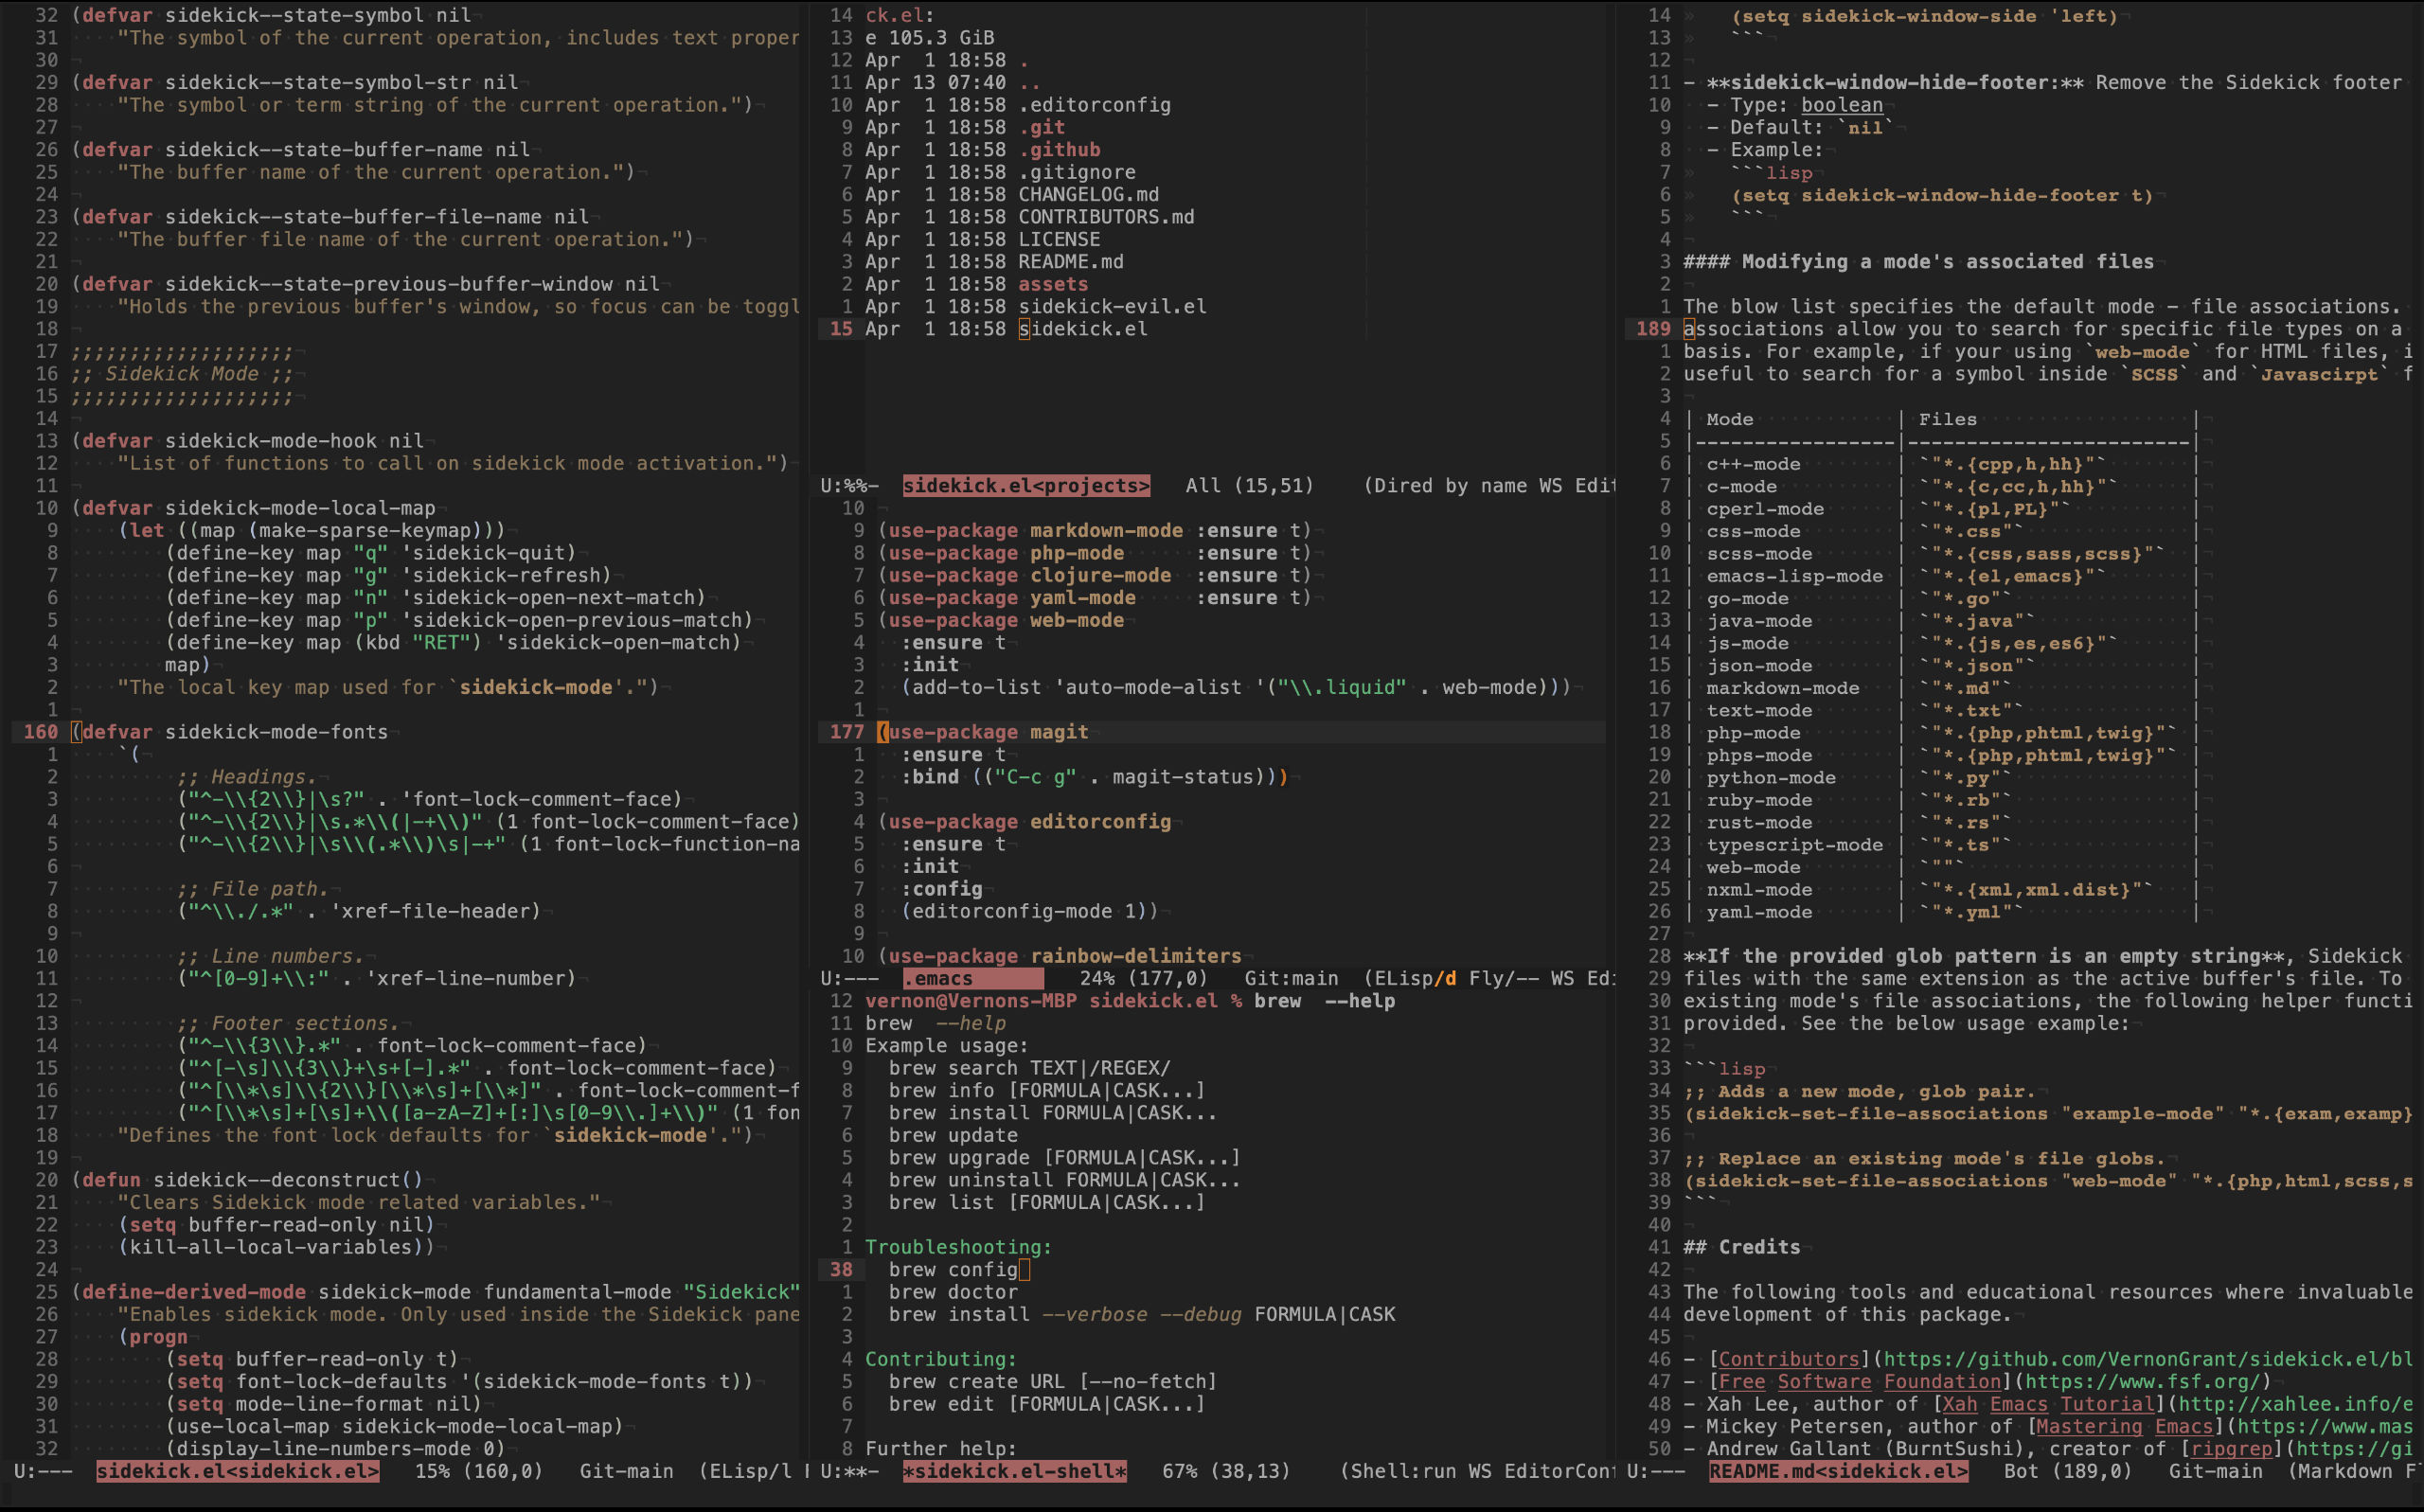 32 (defvar sidekick--state-symbol nil
31 "The symbol of the current operation, includes text proper
30
29 (defvar sidekick--state-symbol-str nil
28 "The symbol or term string of the current operation.")
27
26 (defvar sidekick--state-buffer-name nil
25 "The buffer name of the current operation.")
24
23 (defvar sidekick--state-buffer-file-name nil
22 "The buffer file name of the current operation.")
21
20 (defvar sidekick--state-previous-buffer-window nil
19 "Holds the previous buffer's window, so focus can be toggl
18
17 ;;;;;;;;;;;;;;;;;;;
16 ;; Sidekick Mode ;;
15 ;;;;;;;;;;;;;;;;;;;
14
13 (defvar sidekick-mode-hook nil
12 "List of functions to call on sidekick mode activation.")
11
10 (defvar sidekick-mode-local-map
9 (let ((map (make-sparse-keymap)))
8 (define-key map "q" 'sidekick-quit)
7 (define-key map "g" 'sidekick-refresh)
6 (define-key map "n" 'sidekick-open-next-match)
5 (define-key map "p" 'sidekick-open-previous-match)
4 (define-key map (kbd "RET") 'sidekick-open-match)
3 map)
2 "The local key map used for `sidekick-mode'.")
1
160 (defvar sidekick-mode-fonts
1 `(
2 ;; Headings.
3 ("^-\\{2\\}|\s?" . 'font-lock-comment-face)
4 ("^-\\{2\\}|\s.*\\(|-+\\)" (1 font-lock-comment-face)
5 ("^-\\{2\\}|\s\\(.*\\)\s|-+" (1 font-lock-function-na
6
7 ;; File path.
8 ("^\\./.*" . 'xref-file-header)
9
10 ;; Line numbers.
11 ("^[0-9]+\\:" . 'xref-line-number)
12
13 ;; Footer sections.
14 ("^-\\{3\\}.*" . font-lock-comment-face)
15 ("^[-\s]\\{3\\}+\s+[-].*" . font-lock-comment-face)
16 ("^[\\*\s]\\{2\\}[\\*\s]+[\\*]" . font-lock-comment-f
17 ("^[\\*\s]+[\s]+\\([a-zA-Z]+[:]\s[0-9\\.]+\\)" (1 fon
18 "Defines the font lock defaults for `sidekick-mode'.")
19
20 (defun sidekick--deconstruct()
21 "Clears Sidekick mode related variables."
22 (setq buffer-read-only nil)
23 (kill-all-local-variables))
24
25 (define-derived-mode sidekick-mode fundamental-mode "Sidekick"
26 "Enables sidekick mode. Only used inside the Sidekick pane
27 (progn
28 (setq buffer-read-only t)
29 (setq font-lock-defaults '(sidekick-mode-fonts t))
30 (setq mode-line-format nil)
31 (use-local-map sidekick-mode-local-map)
32 (display-line-numbers-mode 0)
U:--- sidekick.el<sidekick.el> 15% (160,0) Git-main (ELisp/l
14 ck.el:
13 e 105.3 GiB
12 Apr 1 18:58 .
11 Apr 13 07:40 ..
10 Apr 1 18:58 .editorconfig
9 Apr 1 18:58 .git
8 Apr 1 18:58 .github
7 Apr 1 18:58 .gitignore
6 Apr 1 18:58 CHANGELOG.md
5 Apr 1 18:58 CONTRIBUTORS.md
4 Apr 1 18:58 LICENSE
3 Apr 1 18:58 README.md
2 Apr 1 18:58 assets
1 Apr 1 18:58 sidekick-evil.el
15 Apr 1 18:58 sidekick.el
U:%%- sidekick.el<projects> All (15,51) (Dired by name WS Edit
10
9 (use-package markdown-mode :ensure t)
8 (use-package php-mode :ensure t)
7 (use-package clojure-mode :ensure t)
6 (use-package yaml-mode :ensure t)
5 (use-package web-mode
4 :ensure t
3 :init
2 (add-to-list 'auto-mode-alist '("\\.liquid" . web-mode)))
1
177 (use-package magit
1 :ensure t
2 :bind (("C-c g" . magit-status)))
3
4 (use-package editorconfig
5 :ensure t
6 :init
7 :config
8 (editorconfig-mode 1))
9
10 (use-package rainbow-delimiters
U:--- .emacs 24% (177,0) Git:main (ELisp/d Fly/-- WS Edi
12 vernon@Vernons-MBP sidekick.el % brew --help
11 brew --help
10 Example usage:
9 brew search TEXT|/REGEX/
8 brew info [FORMULA|CASK...]
7 brew install FORMULA|CASK...
6 brew update
5 brew upgrade [FORMULA|CASK...]
4 brew uninstall FORMULA|CASK...
3 brew list [FORMULA|CASK...]
2
1 Troubleshooting:
38 brew config
1 brew doctor
2 brew install --verbose --debug FORMULA|CASK
3
4 Contributing:
5 brew create URL [--no-fetch]
6 brew edit [FORMULA|CASK...]
7
8 Further help:
U:**- *sidekick.el-shell* 67% (38,13) (Shell:run WS EditorConf
14 (setq sidekick-window-side 'left)
13 ```
12
11 - **sidekick-window-hide-footer:** Remove the Sidekick footer
10 - Type: boolean
9 - Default: `nil`
8 - Example:
7 ```lisp
6 (setq sidekick-window-hide-footer t)
5 ```
4
3 #### Modifying a mode's associated files
2
1 The blow list specifies the default mode - file associations.
189 associations allow you to search for specific file types on a
1 basis. For example, if your using `web-mode` for HTML files, i
2 useful to search for a symbol inside `SCSS` and `Javascirpt` f
3
4 | Mode | Files |
5 |-----------------|------------------------|
6 | c++-mode | `"*.{cpp,h,hh}"` |
7 | c-mode | `"*.{c,cc,h,hh}"` |
8 | cperl-mode | `"*.{pl,PL}"` |
9 | css-mode | `"*.css"` |
10 | scss-mode | `"*.{css,sass,scss}"` |
11 | emacs-lisp-mode | `"*.{el,emacs}"` |
12 | go-mode | `"*.go"` |
13 | java-mode | `"*.java"` |
14 | js-mode | `"*.{js,es,es6}"` |
15 | json-mode | `"*.json"` |
16 | markdown-mode | `"*.md"` |
17 | text-mode | `"*.txt"` |
18 | php-mode | `"*.{php,phtml,twig}"` |
19 | phps-mode | `"*.{php,phtml,twig}"` |
20 | python-mode | `"*.py"` |
21 | ruby-mode | `"*.rb"` |
22 | rust-mode | `"*.rs"` |
23 | typescript-mode | `"*.ts"` |
24 | web-mode | `""` |
25 | nxml-mode | `"*.{xml,xml.dist}"` |
26 | yaml-mode | `"*.yml"` |
27
28 **If the provided glob pattern is an empty string**, Sidekick
29 files with the same extension as the active buffer's file. To
30 existing mode's file associations, the following helper functi
31 provided. See the below usage example:
32
33 ```lisp
34 ;; Adds a new mode, glob pair.
35 (sidekick-set-file-associations "example-mode" "*.{exam,examp}
36
37 ;; Replace an existing mode's file globs.
38 (sidekick-set-file-associations "web-mode" "*.{php,html,scss,s
39 ```
40
41 ## Credits
42
43 The following tools and educational resources where invaluable
44 development of this package.
45
46 - [Contributors](https://github.com/VernonGrant/sidekick.el/bl
47 - [Free Software Foundation](https://www.fsf.org/)
48 - Xah Lee, author of [Xah Emacs Tutorial](http://xahlee.info/e
49 - Mickey Petersen, author of [Mastering Emacs](https://www.mas
50 - Andrew Gallant (BurntSushi), creator of [ripgrep](https://gi
U:--- README.md<sidekick.el> Bot (189,0) Git-main (Markdown F